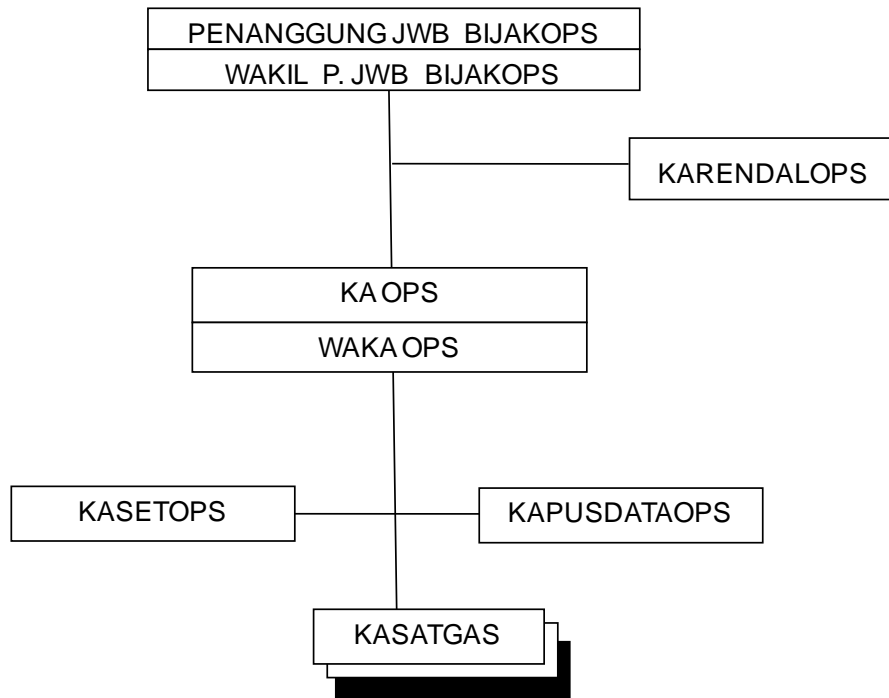 PENANGGUNG JWB BIJAKOPS
WAKIL P. JWB BIJAKOPS
KARENDALOPS
KA OPS
WAKA OPS
KASETOPS
KAPUSDATAOPS
KASATGAS